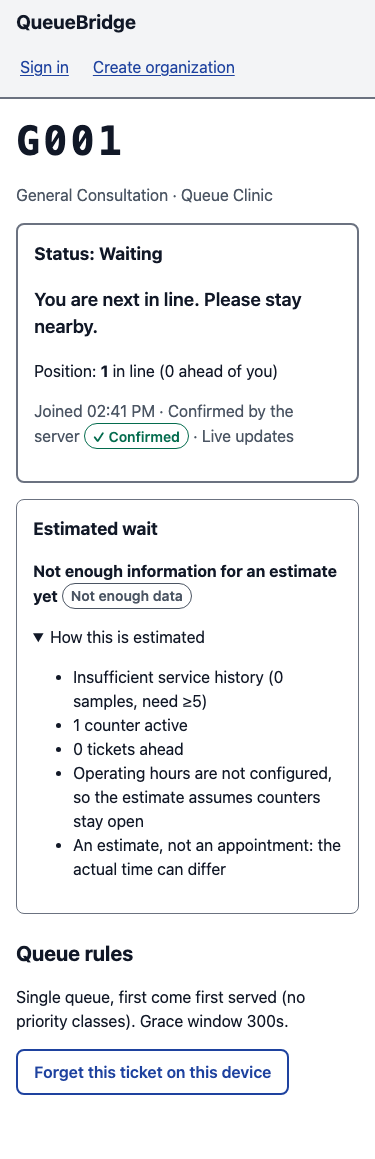 QueueBridge
Sign in Create organization
G001
General Consultation · Queue Clinic
Status: Waiting
You are next in line. Please stay
nearby.
Position: 1 in line (0 ahead of you)
Joined 02:41 PM · Confirmed by the
server ✓ Confirmed · Live updates
Estimated wait
Not enough information for an estimate
yet Not enough data
▼ How this is estimated
• Insufficient service history (0
samples, need ≥5)
• 1 counter active
• 0 tickets ahead
• Operating hours are not configured,
so the estimate assumes counters
stay open
• An estimate, not an appointment: the
actual time can differ
Queue rules
Single queue, first come first served (no
priority classes). Grace window 300s.
Forget this ticket on this device